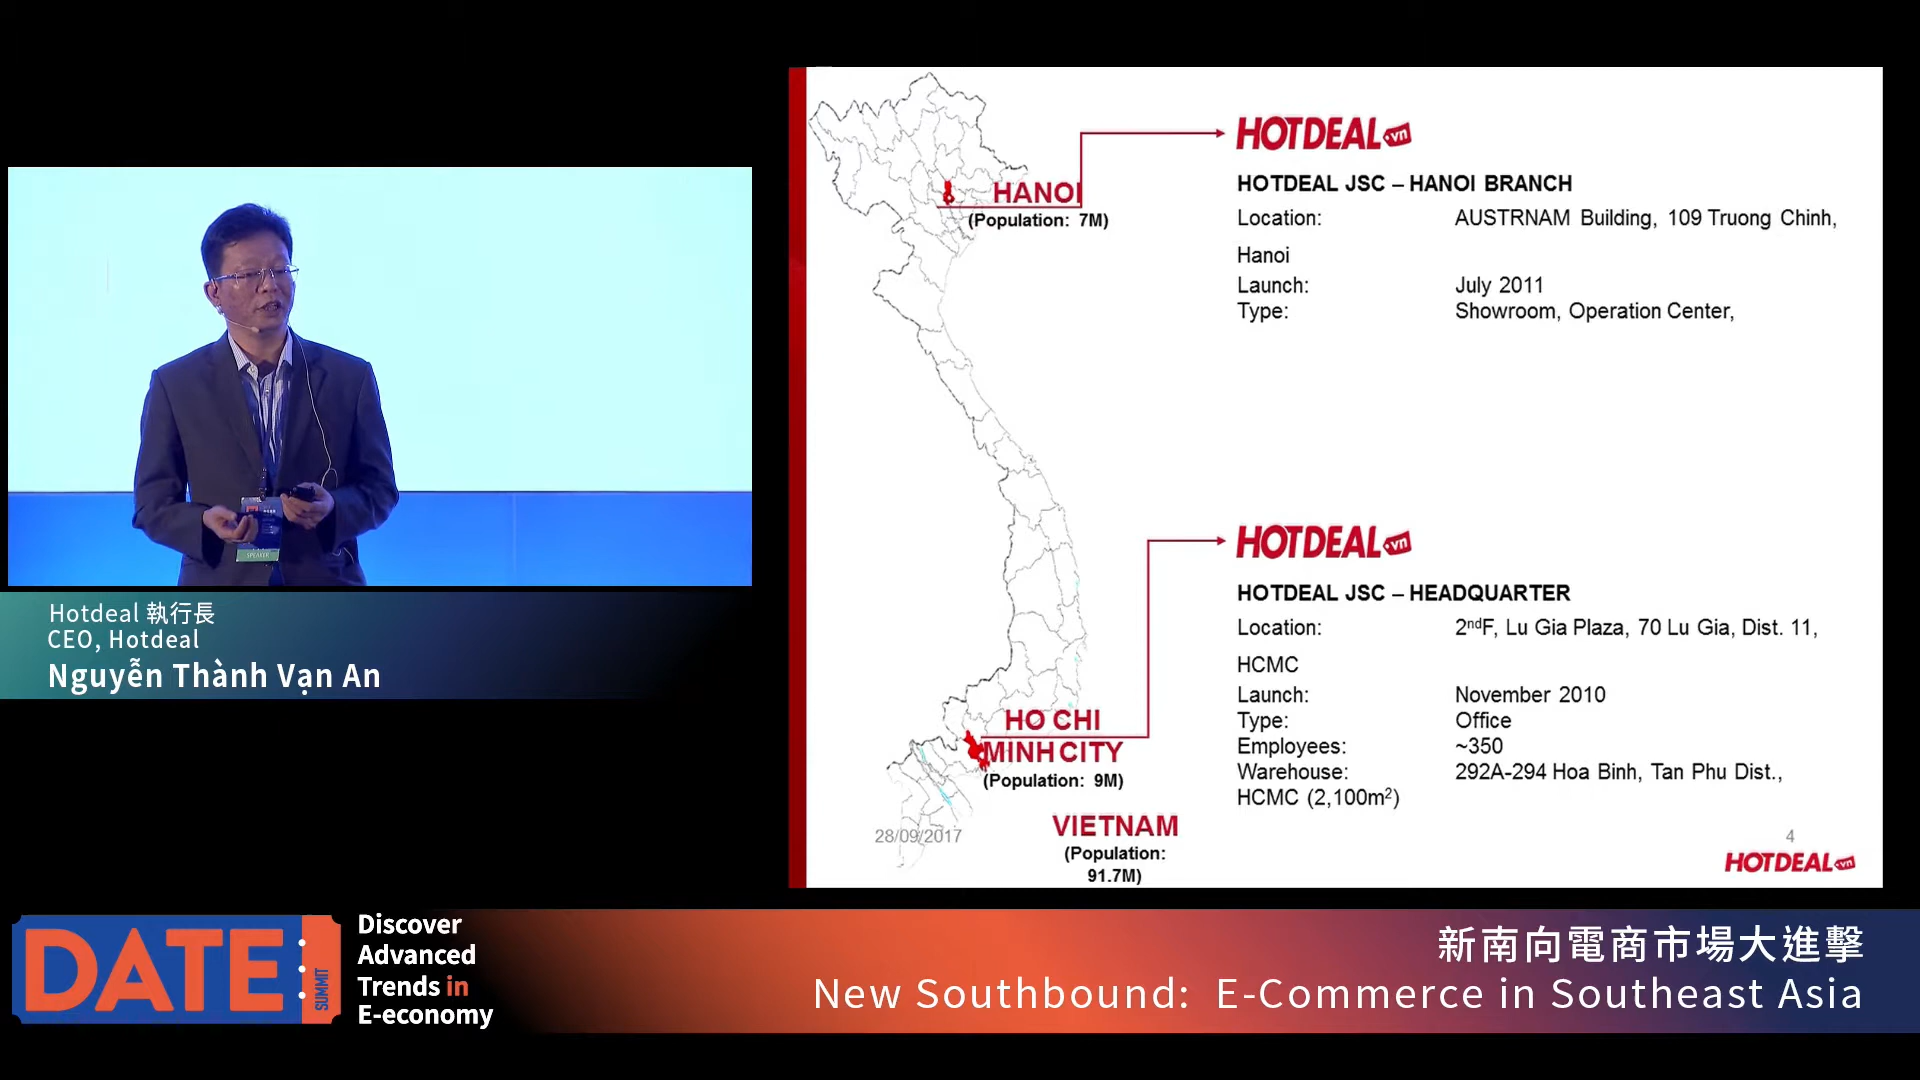 SPEAKER
Hotdeal 執行長
CEO, Hotdeal
Nguyễn Thành Vạn An
HANOI
(Population: 7M)
HOTDEAL.vn
HOTDEAL JSC – HANOI BRANCH
Location: AUSTRNAM Building, 109 Truong Chinh,
Hanoi
Launch: July 2011
Type: Showroom, Operation Center,
HOTDEAL.vn
HOTDEAL JSC – HEADQUARTER
Location: 2ndF, Lu Gia Plaza, 70 Lu Gia, Dist. 11,
HCMC
Launch: November 2010
Type: Office
Employees: ~350
Warehouse: 292A-294 Hoa Binh, Tan Phu Dist.,
HCMC (2,100m²)
HO CHI
MINH CITY
(Population: 9M)
VIETNAM
(Population:
91.7M)
28/09/2017
4
HOTDEAL.vn
DATE SUMMIT
Discover
Advanced
Trends in
E-economy
新南向電商市場大進擊
New Southbound: E-Commerce in Southeast Asia